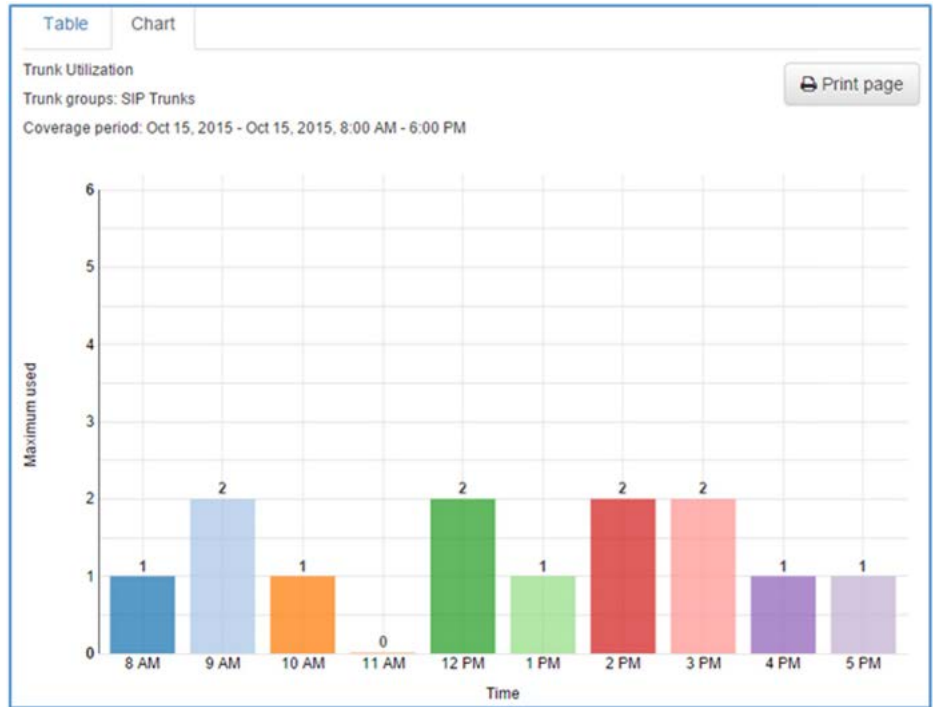 Table Chart
Trunk Utilization
Print page
Trunk groups: SIP Trunks
Coverage period: Oct 15, 2015 - Oct 15, 2015, 8:00 AM - 6:00 PM
Maximum used
6
5
4
3
2
1
0
1
2
1
0
2
1
2
2
1
1
8 AM 9 AM 10 AM 11 AM 12 PM 1 PM 2 PM 3 PM 4 PM 5 PM
Time